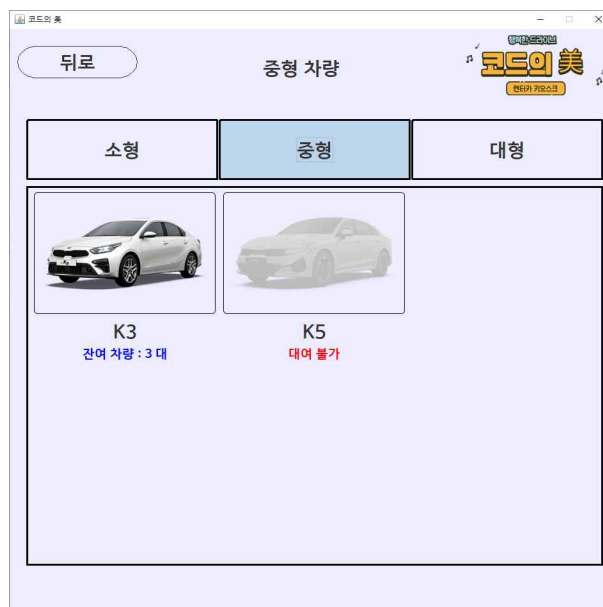 코드의 美
뒤로
중형 차량
행복한 드라이브
코드의 美
렌터카 키오스크
소형
중형
대형
K3
K5
잔여 차량 : 3 대
대여 불가